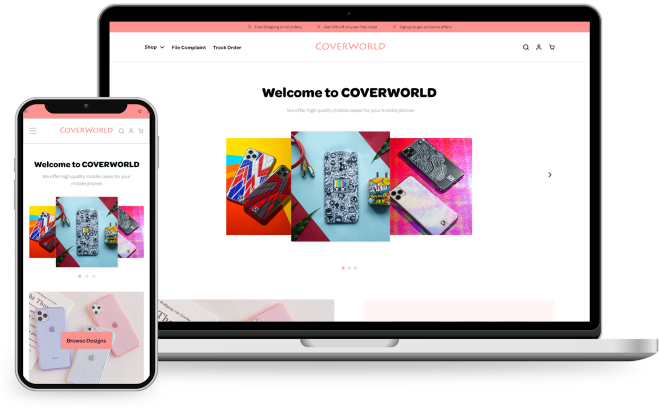 Free Shipping on all orders
Get 10% off on your first order
Signup to get exclusive offers
Shop
File Complaint
Track Order
COVERWORLD
Welcome to COVERWORLD
We offer high quality mobile cases for your mobile phones
COVERWORLD
Welcome to COVERWORLD
We offer high quality mobile cases for your
mobile phones
Browse Designs